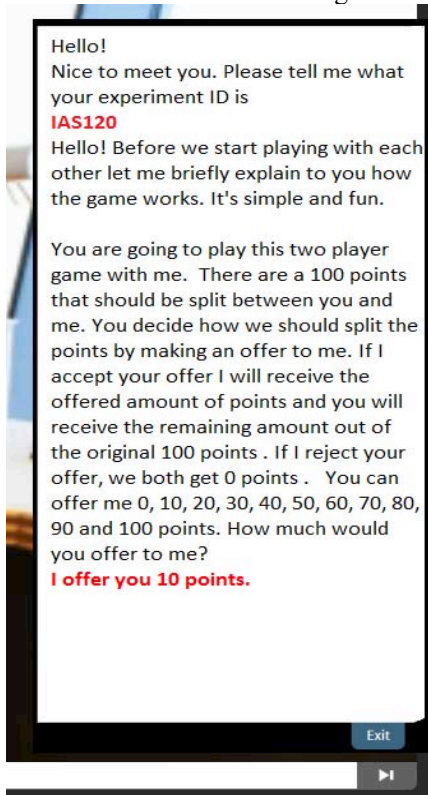 Hello!
Nice to meet you. Please tell me what
your experiment ID is
IAS120
Hello! Before we start playing with each
other let me briefly explain to you how
the game works. It's simple and fun.
You are going to play this two player
game with me. There are a 100 points
that should be split between you and
me. You decide how we should split the
points by making an offer to me. If I
accept your offer I will receive the
offered amount of points and you will
receive the remaining amount out of
the original 100 points . If I reject your
offer, we both get 0 points . You can
offer me 0, 10, 20, 30, 40, 50, 60, 70, 80,
90 and 100 points. How much would
you offer to me?
I offer you 10 points.
Exit